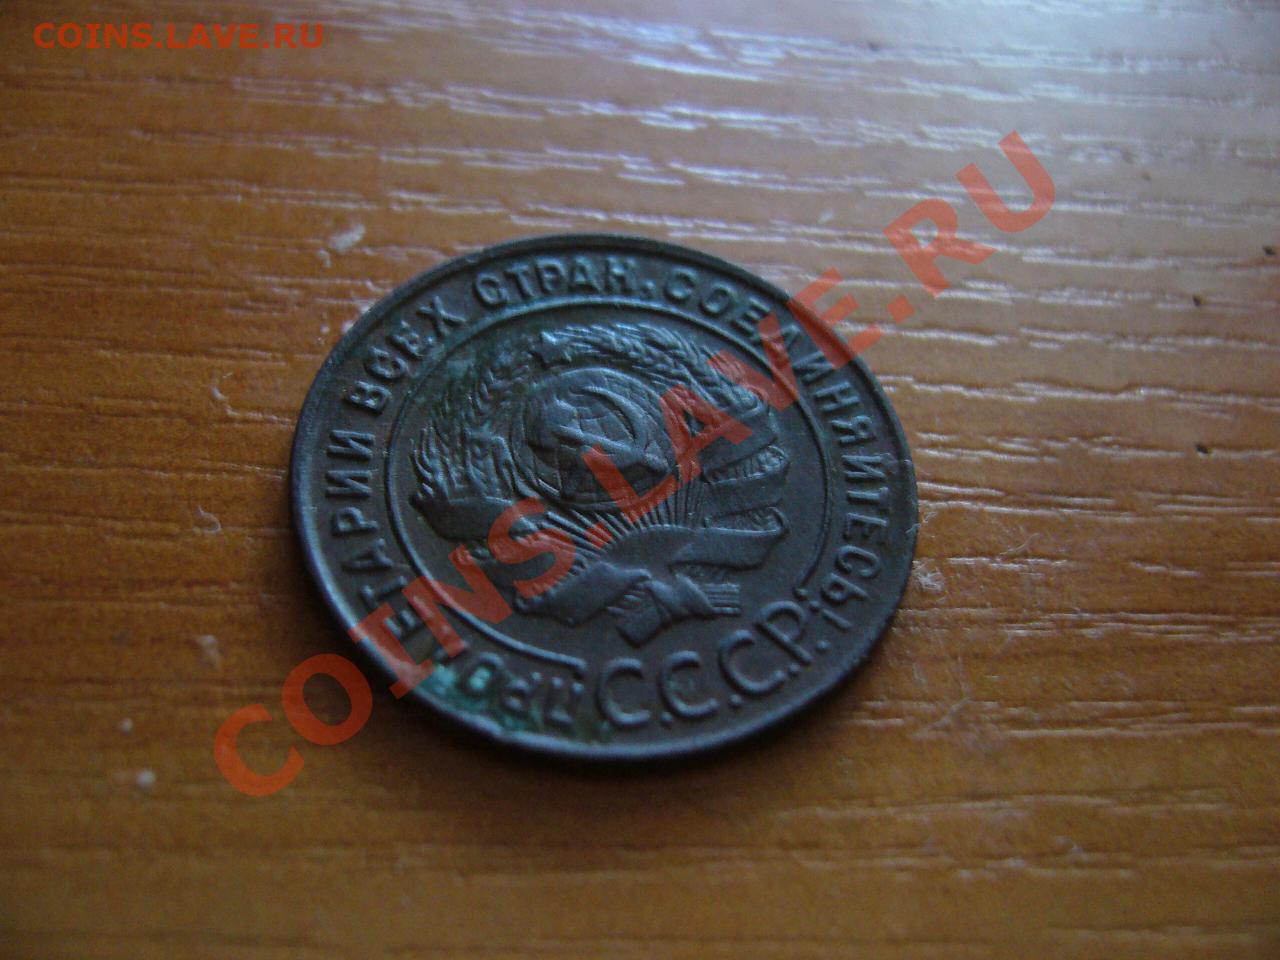 COINS.LAVE.RU
ПРОЛЕТАРИИ ВСЕХ СТРАН, СОЕДИНЯЙТЕСЬ!
С.С.С.Р.
COINS.LAVE.RU